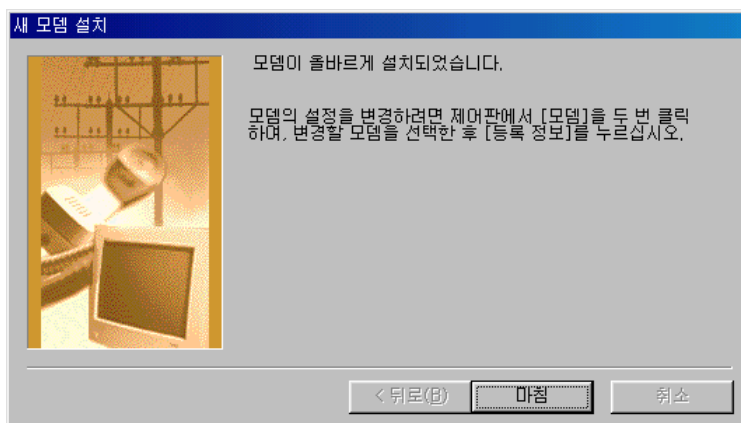 새 모뎀 설치
모뎀이 올바르게 설치되었습니다.
모뎀의 설정을 변경하려면 제어판에서 [모뎀]을 두 번 클릭
하여, 변경할 모뎀을 선택한 후 [등록 정보]를 누르십시오.
< 뒤로(B) 마침 취소